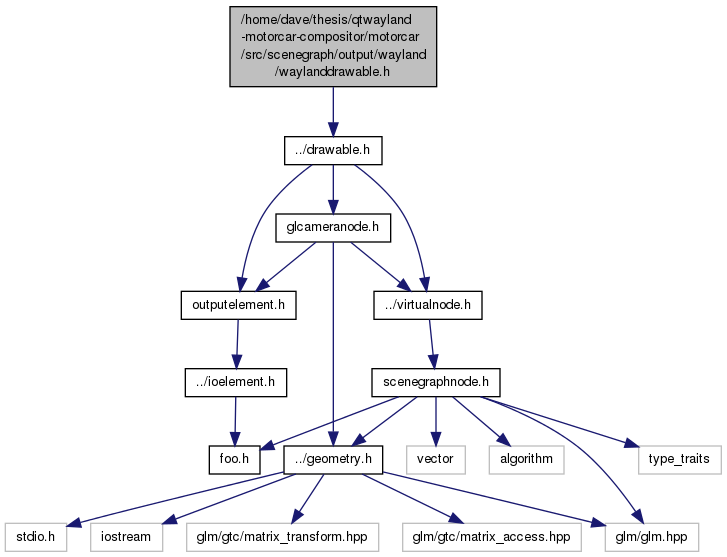 /home/dave/thesis/qtwayland
-motorcar-compositor/motorcar
/src/scenegraph/output/wayland
/waylanddrawable.h
../drawable.h
glcameranode.h
outputelement.h
../virtualnode.h
../ioelement.h
scenegraphnode.h
foo.h
../geometry.h
vector
algorithm
type_traits
stdio.h
iostream
glm/gtc/matrix_transform.hpp
glm/gtc/matrix_access.hpp
glm/glm.hpp